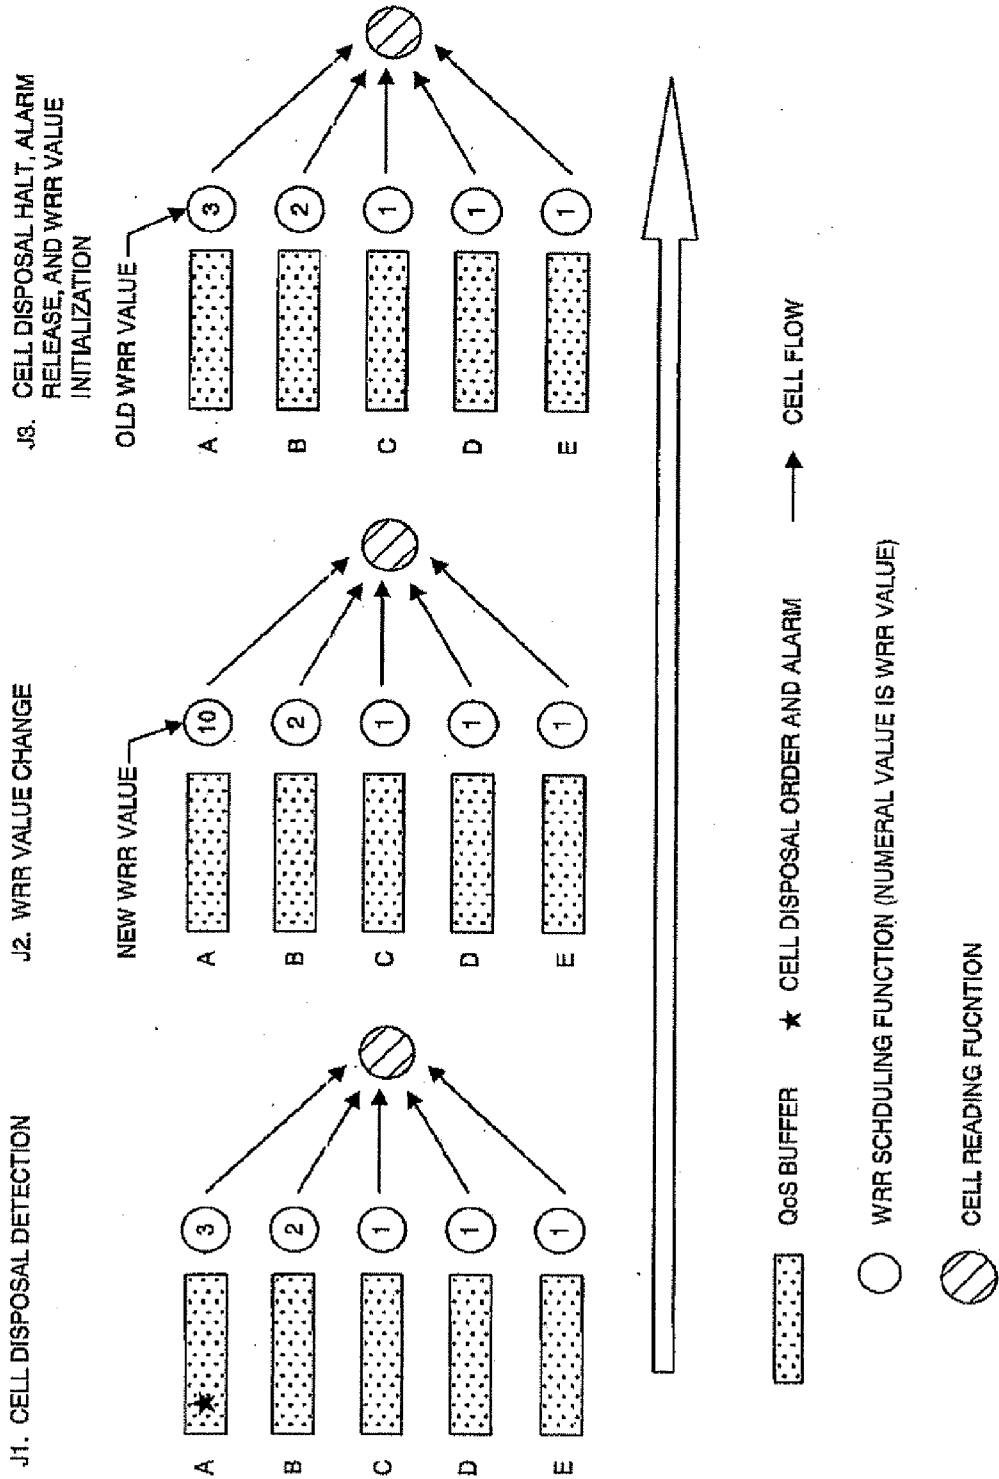 J1. CELL DISPOSAL DETECTION
A
3
B
2
C
1
D
1
E
1
J2. WRR VALUE CHANGE
NEW WRR VALUE
A
10
B
2
C
1
D
1
E
1
J3. CELL DISPOSAL HALT, ALARM
RELEASE, AND WRR VALUE
INITIALIZATION
OLD WRR VALUE
A
3
B
2
C
1
D
1
E
1
QoS BUFFER
★ CELL DISPOSAL ORDER AND ALARM
CELL FLOW
WRR SCHDULING FUNCTION (NUMERAL VALUE IS WRR VALUE)
CELL READING FUCNTION